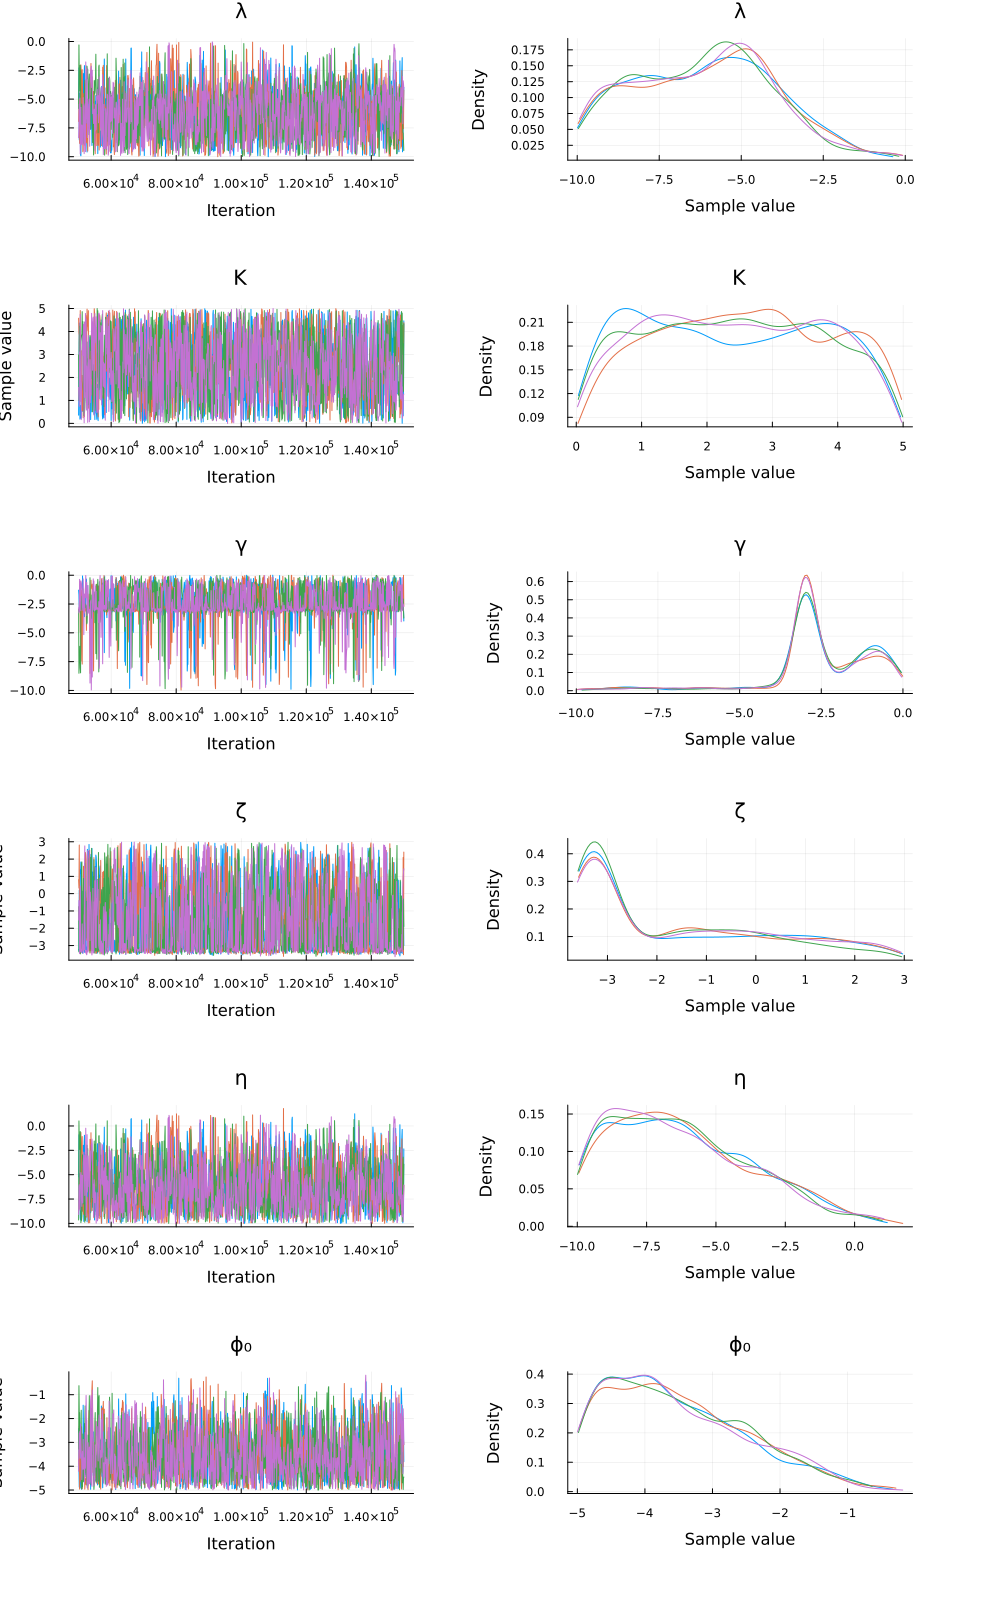 λ
λ
0.0
−2.5
−5.0
−7.5
−10.0
6.00×10⁴ 8.00×10⁴ 1.00×10⁵ 1.20×10⁵ 1.40×10⁵
Iteration
Density
0.175
0.150
0.125
0.100
0.075
0.050
0.025
−10.0 −7.5 −5.0 −2.5 0.0
Sample value
K
K
Sample value
5
4
3
2
1
0
6.00×10⁴ 8.00×10⁴ 1.00×10⁵ 1.20×10⁵ 1.40×10⁵
Iteration
Density
0.21
0.18
0.15
0.12
0.09
0 1 2 3 4 5
Sample value
γ
γ
0.0
−2.5
−5.0
−7.5
−10.0
6.00×10⁴ 8.00×10⁴ 1.00×10⁵ 1.20×10⁵ 1.40×10⁵
Iteration
Density
0.6
0.5
0.4
0.3
0.2
0.1
0.0
−10.0 −7.5 −5.0 −2.5 0.0
Sample value
ζ
ζ
3
2
1
0
−1
−2
−3
6.00×10⁴ 8.00×10⁴ 1.00×10⁵ 1.20×10⁵ 1.40×10⁵
Iteration
Density
0.4
0.3
0.2
0.1
−3 −2 −1 0 1 2 3
Sample value
η
η
0.0
−2.5
−5.0
−7.5
−10.0
6.00×10⁴ 8.00×10⁴ 1.00×10⁵ 1.20×10⁵ 1.40×10⁵
Iteration
Density
0.15
0.10
0.05
0.00
−10.0 −7.5 −5.0 −2.5 0.0
Sample value
ϕ₀
ϕ₀
−1
−2
−3
−4
−5
6.00×10⁴ 8.00×10⁴ 1.00×10⁵ 1.20×10⁵ 1.40×10⁵
Iteration
Density
0.4
0.3
0.2
0.1
0.0
−5 −4 −3 −2 −1
Sample value